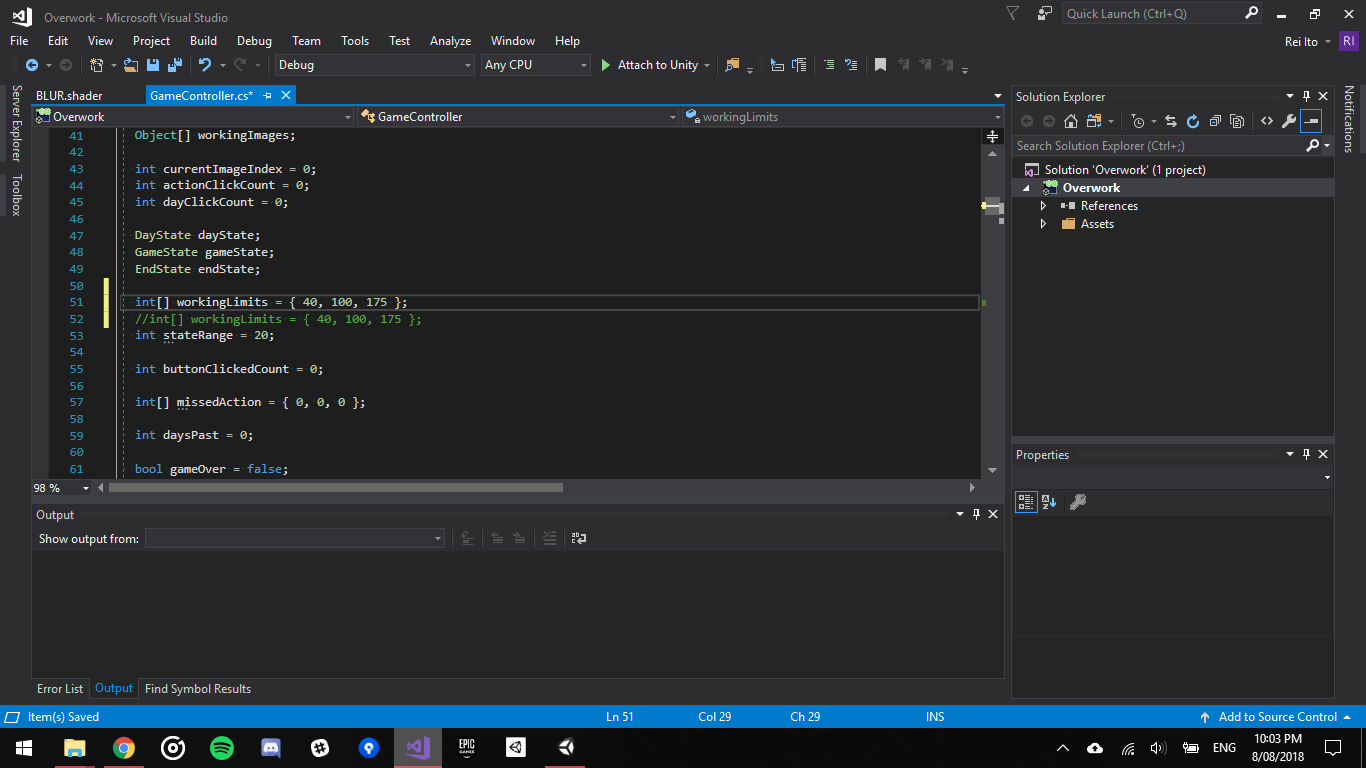 Overwork - Microsoft Visual Studio
Quick Launch (Ctrl+Q)
File Edit View Project Build Debug Team Tools Test Analyze Window Help
Rei Ito RI
Debug Any CPU Attach to Unity
Server Explorer
Toolbox
Notifications
BLUR.shader GameController.cs*
Overwork GameController workingLimits
41 Object[] workingImages;
42
43 int currentImageIndex = 0;
44 int actionClickCount = 0;
45 int dayClickCount = 0;
46
47 DayState dayState;
48 GameState gameState;
49 EndState endState;
50
51 int[] workingLimits = { 40, 100, 175 };
52 //int[] workingLimits = { 40, 100, 175 };
53 int stateRange = 20;
54
55 int buttonClickedCount = 0;
56
57 int[] missedAction = { 0, 0, 0 };
58
59 int daysPast = 0;
60
61 bool gameOver = false;
98 %
Output
Show output from:
Error List Output Find Symbol Results
Solution Explorer
Search Solution Explorer (Ctrl+;)
Solution 'Overwork' (1 project)
Overwork
References
Assets
Properties
Item(s) Saved Ln 51 Col 29 Ch 29 INS Add to Source Control
EPIC GAMES
ENG
10:03 PM
8/08/2018